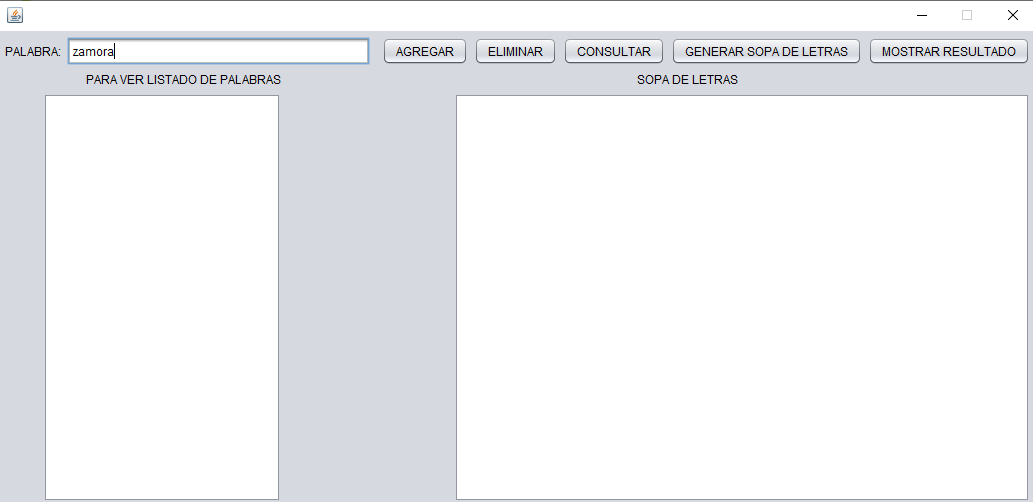 PALABRA: zamora AGREGAR ELIMINAR CONSULTAR GENERAR SOPA DE LETRAS MOSTRAR RESULTADO
PARA VER LISTADO DE PALABRAS SOPA DE LETRAS